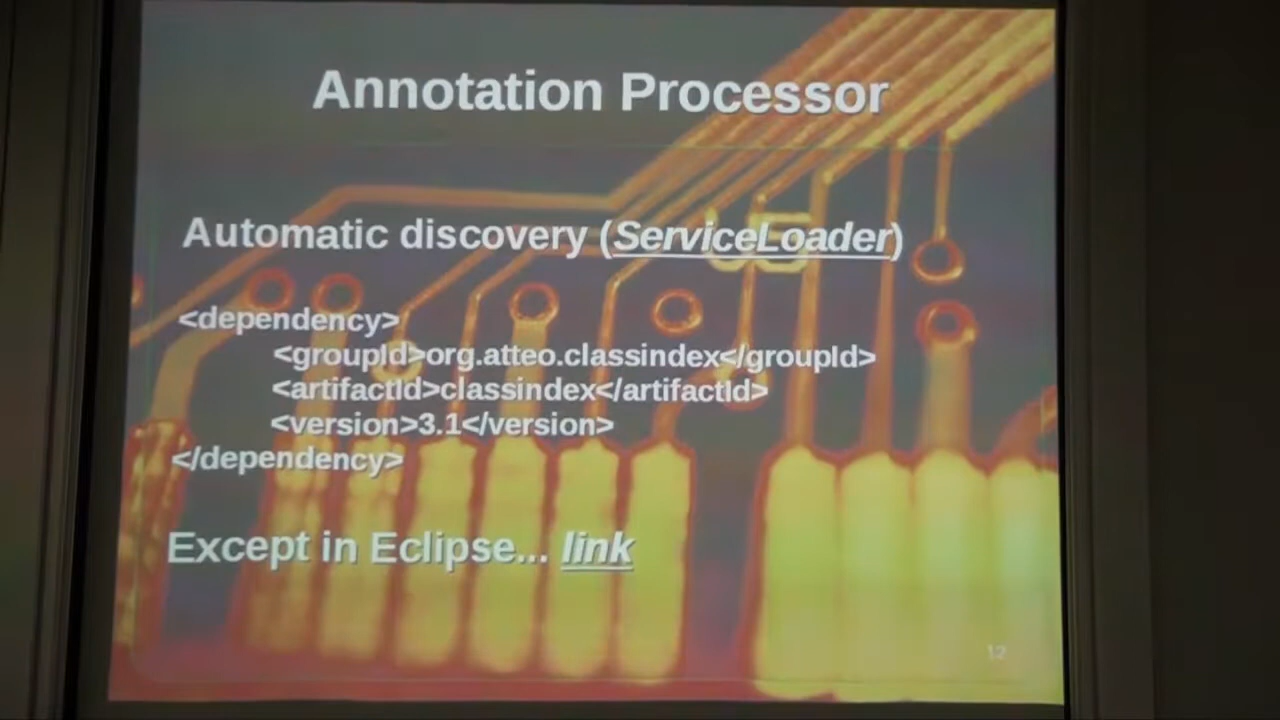 Annotation Processor
Automatic discovery (ServiceLoader)
<dependency>
<groupId>org.atteo.classindex</groupId>
<artifactId>classindex</artifactId>
<version>3.1</version>
</dependency>
Except in Eclipse... link
12
U5